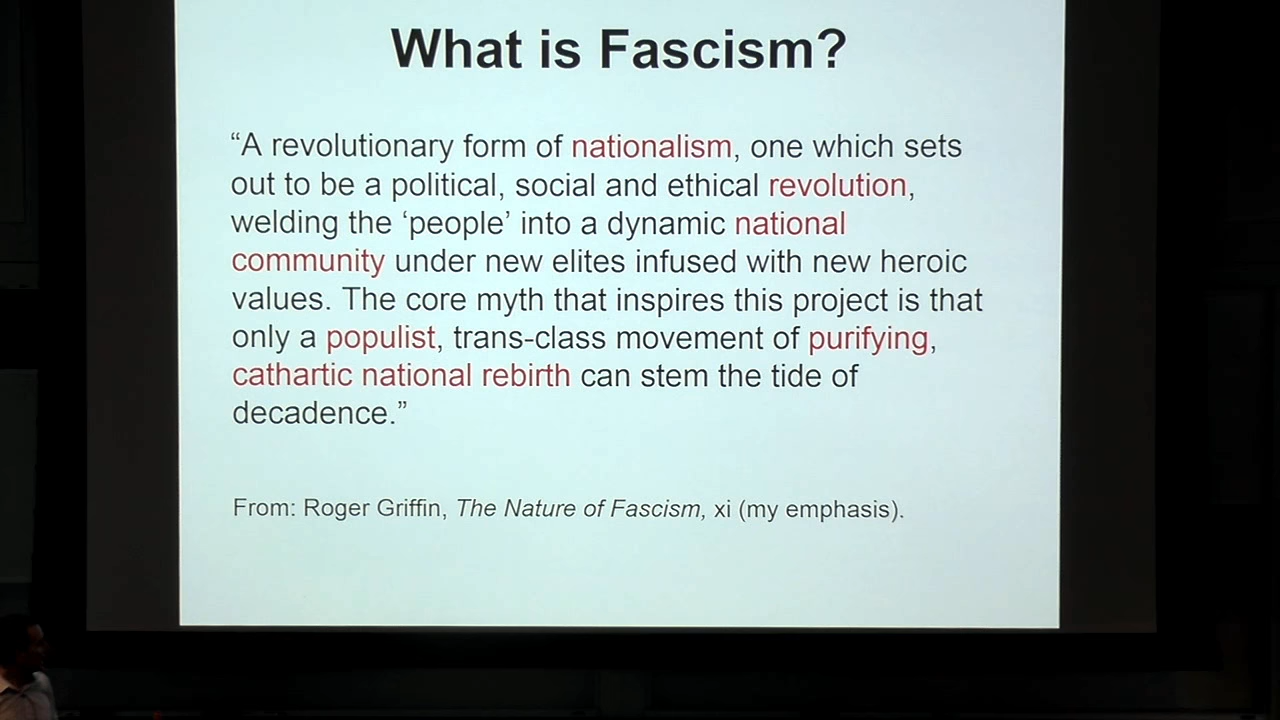 What is Fascism?
“A revolutionary form of nationalism, one which sets
out to be a political, social and ethical revolution,
welding the ‘people’ into a dynamic national
community under new elites infused with new heroic
values. The core myth that inspires this project is that
only a populist, trans-class movement of purifying,
cathartic national rebirth can stem the tide of
decadence.”
From: Roger Griffin, The Nature of Fascism, xi (my emphasis).